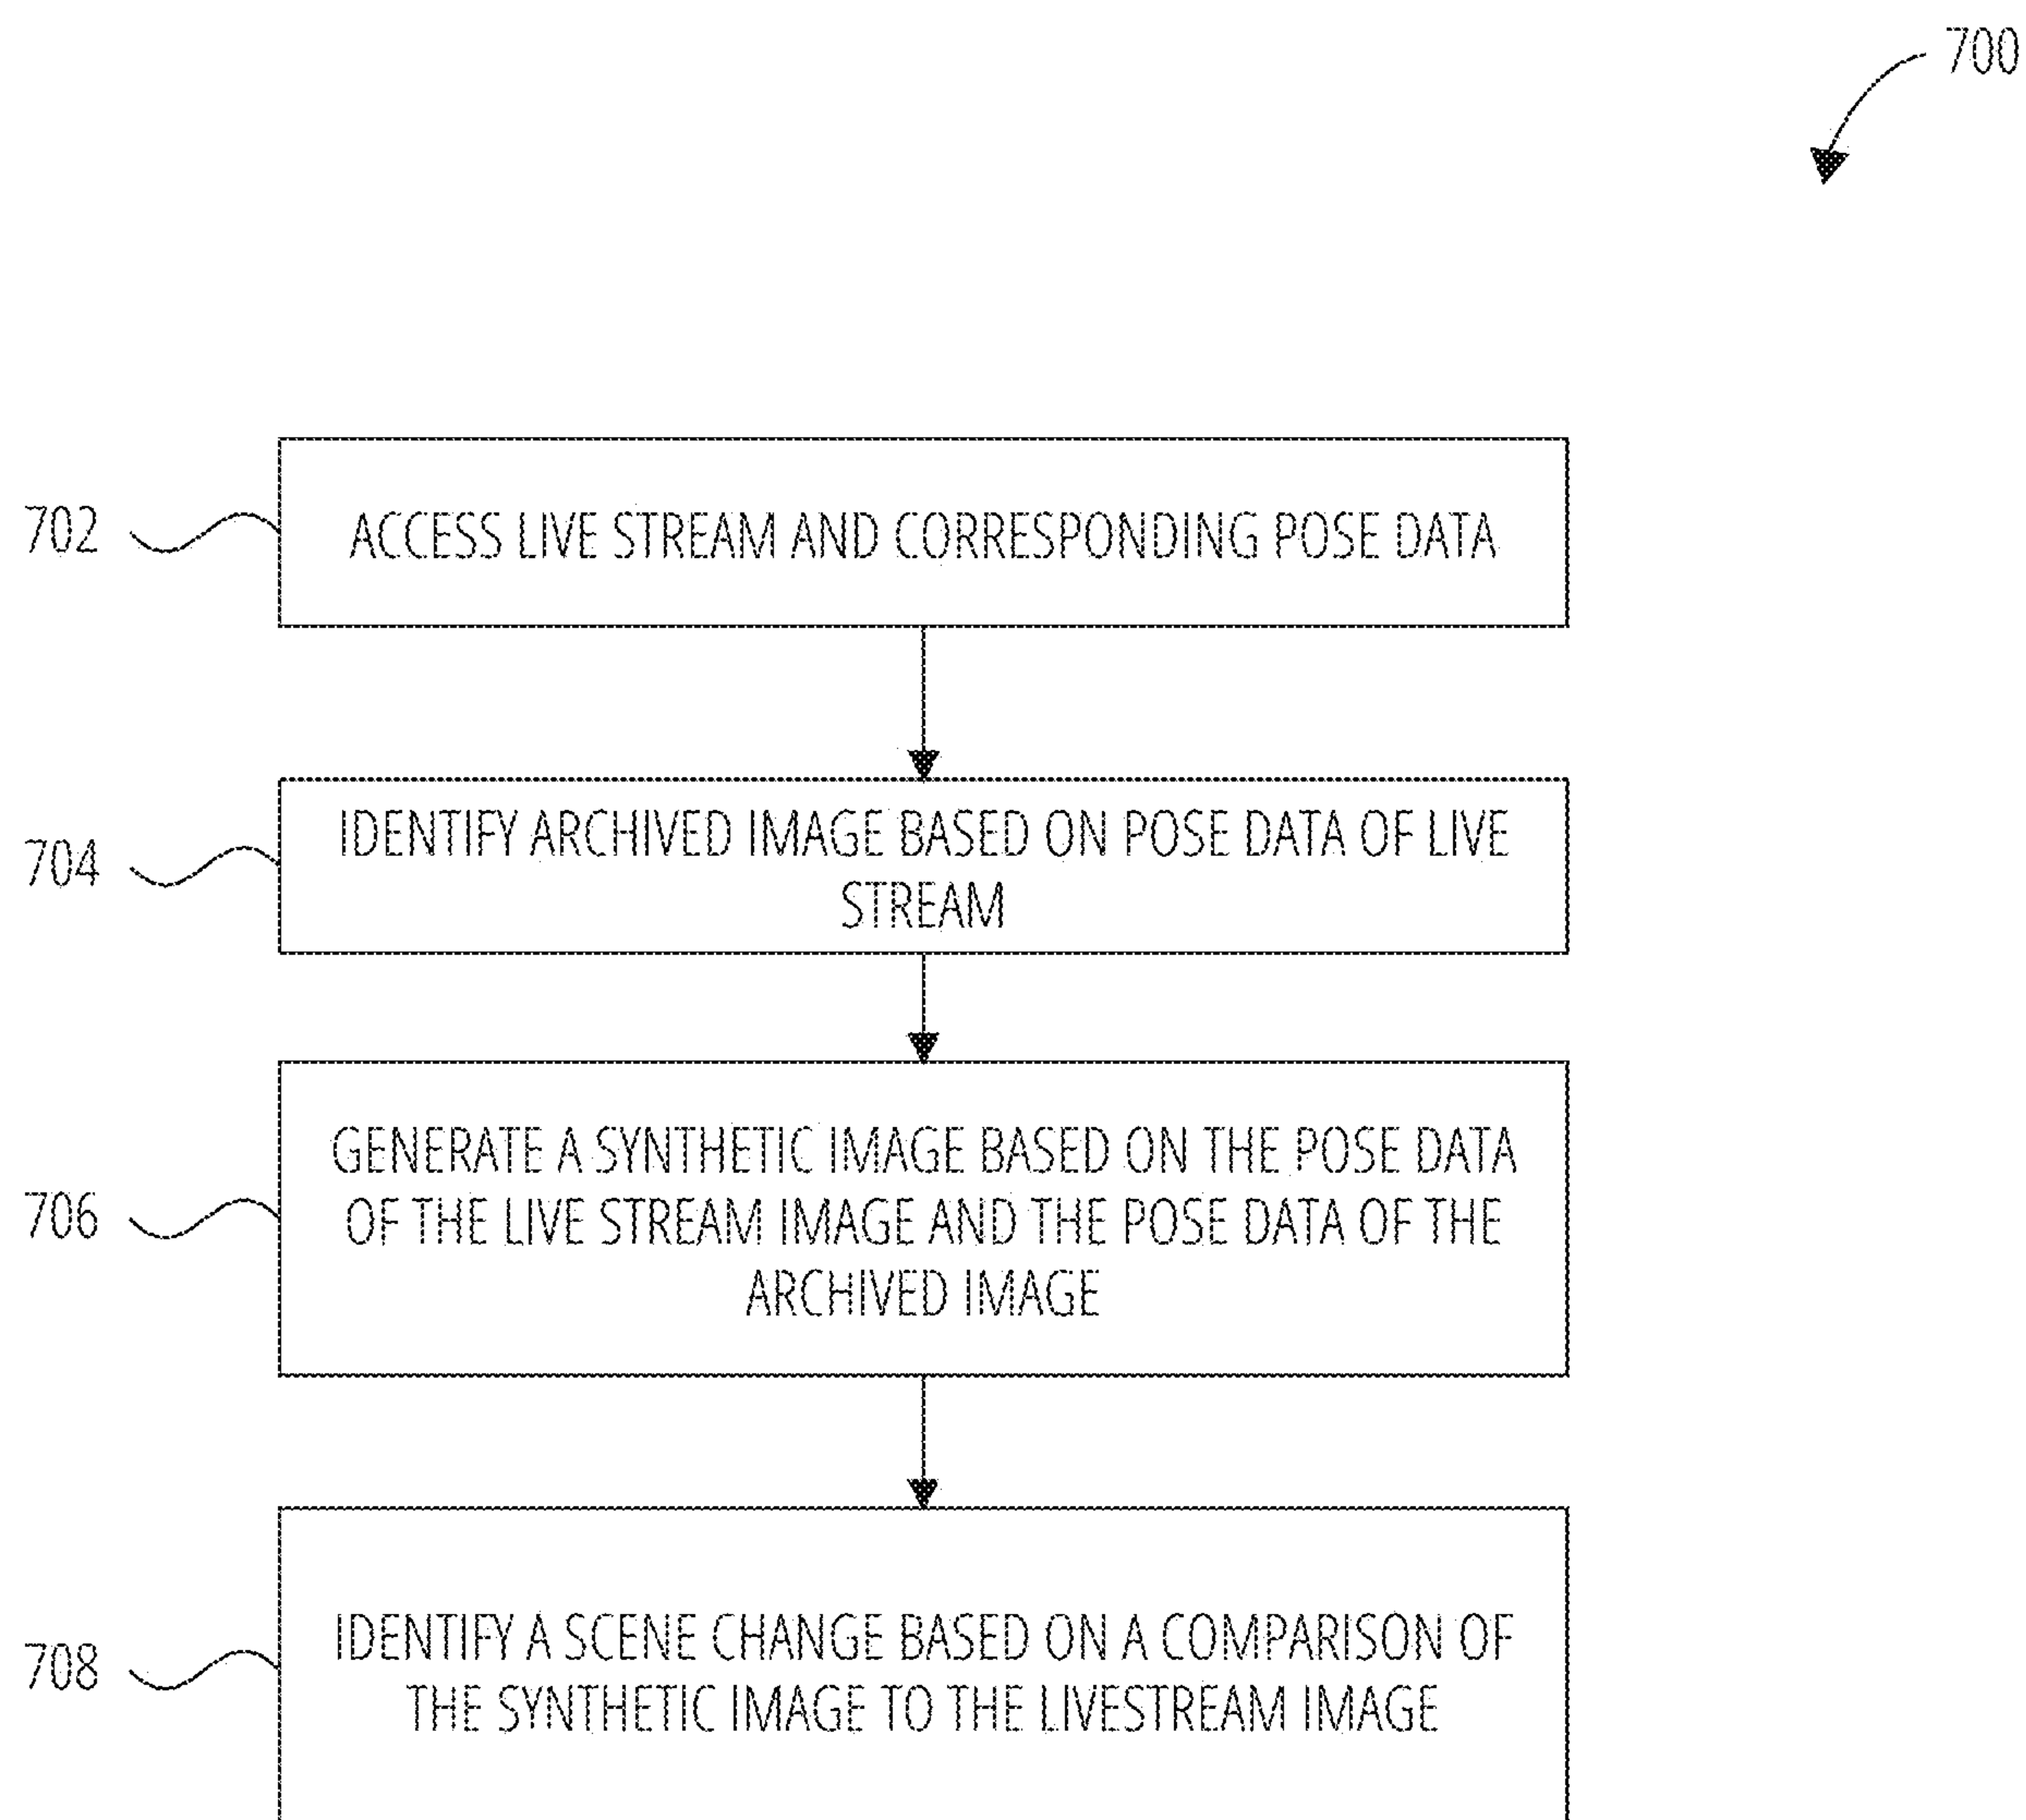 700
702
ACCESS LIVE STREAM AND CORRESPONDING POSE DATA
704
IDENTIFY ARCHIVED IMAGE BASED ON POSE DATA OF LIVE
STREAM
706
GENERATE A SYNTHETIC IMAGE BASED ON THE POSE DATA
OF THE LIVE STREAM IMAGE AND THE POSE DATA OF THE
ARCHIVED IMAGE
708
IDENTIFY A SCENE CHANGE BASED ON A COMPARISON OF
THE SYNTHETIC IMAGE TO THE LIVESTREAM IMAGE